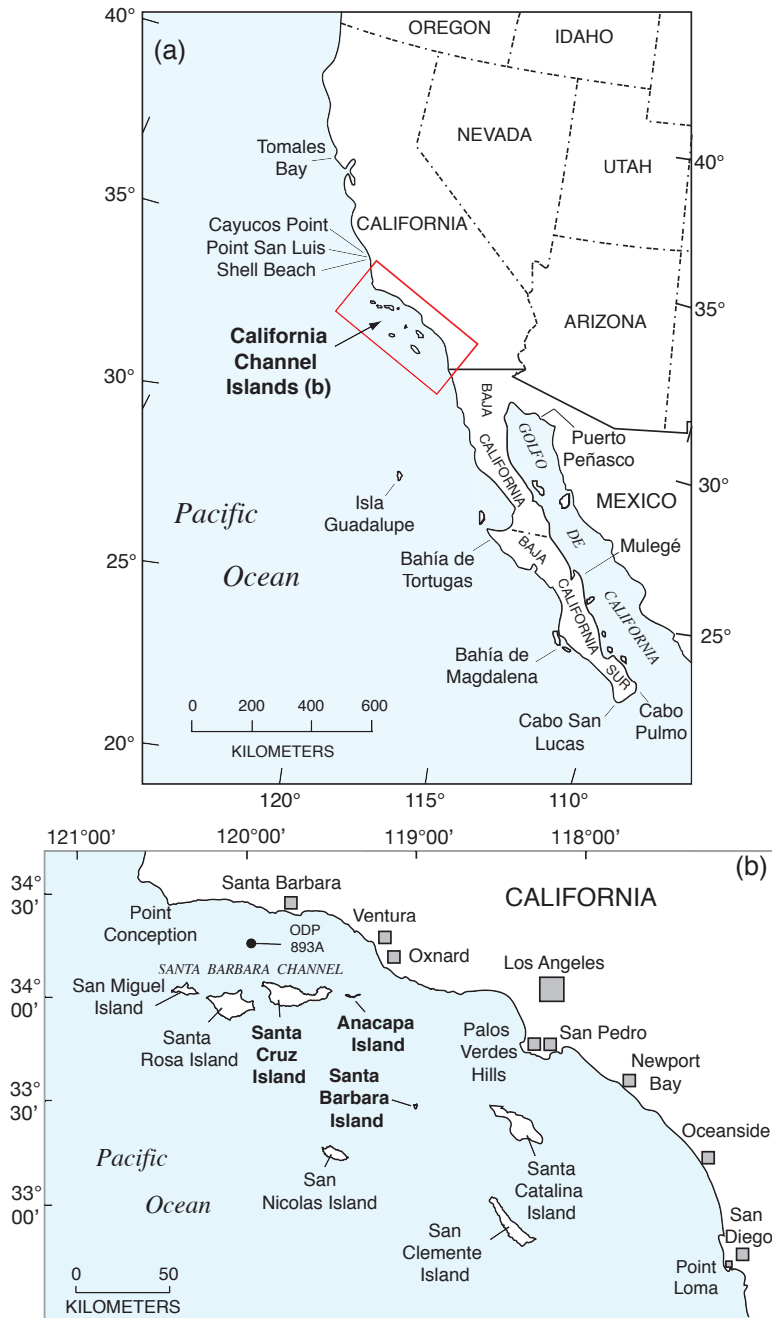 (a)
40°
OREGON
IDAHO
NEVADA
UTAH
40°
Tomales
Bay
35°
CALIFORNIA
Cayucos Point
Point San Luis
Shell Beach
35°
ARIZONA
California
Channel
Islands (b)
30°
BAJA
CALIFORNIA
GOLFO
DE
CALIFORNIA
Puerto
Peñasco
30°
MEXICO
Isla
Guadalupe
Pacific
Ocean
25°
Bahía de
Tortugas
BAJA
CALIFORNIA
SUR
Mulegé
25°
Bahía de
Magdalena
Cabo San
Lucas
Cabo
Pulmo
0 200 400 600
KILOMETERS
20°
120°
115°
110°
121°00'
120°00'
119°00'
118°00'
(b)
34°
30'
Santa Barbara
CALIFORNIA
Point
Conception
ODP
893A
Ventura
Oxnard
Los Angeles
SANTA BARBARA CHANNEL
34°
00'
San Miguel
Island
Santa
Rosa Island
Santa
Cruz
Island
Anacapa
Island
Palos
Verdes
Hills
San Pedro
Newport
Bay
33°
30'
Santa
Barbara
Island
Oceanside
Pacific
Ocean
San
Nicolas Island
Santa
Catalina
Island
33°
00'
San
Clemente
Island
San
Diego
Point
Loma
0 50
KILOMETERS